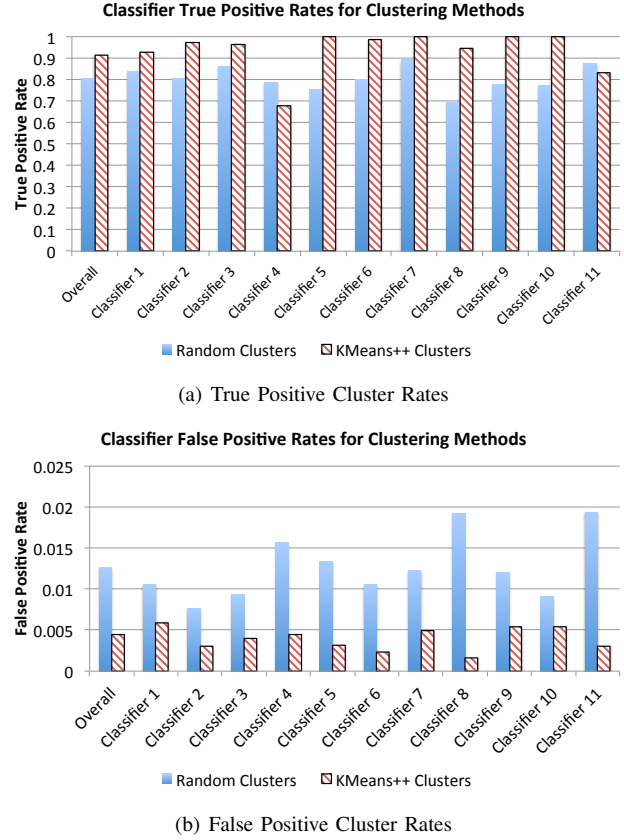 Classifier True Positive Rates for Clustering Methods
True Positive Rate
1
0.9
0.8
0.7
0.6
0.5
0.4
0.3
0.2
0.1
0
Overall
Classifier 1
Classifier 2
Classifier 3
Classifier 4
Classifier 5
Classifier 6
Classifier 7
Classifier 8
Classifier 9
Classifier 10
Classifier 11
Random Clusters
KMeans++ Clusters
(a) True Positive Cluster Rates
Classifier False Positive Rates for Clustering Methods
False Positive Rate
0.025
0.02
0.015
0.01
0.005
0
Overall
Classifier 1
Classifier 2
Classifier 3
Classifier 4
Classifier 5
Classifier 6
Classifier 7
Classifier 8
Classifier 9
Classifier 10
Classifier 11
Random Clusters
KMeans++ Clusters
(b) False Positive Cluster Rates